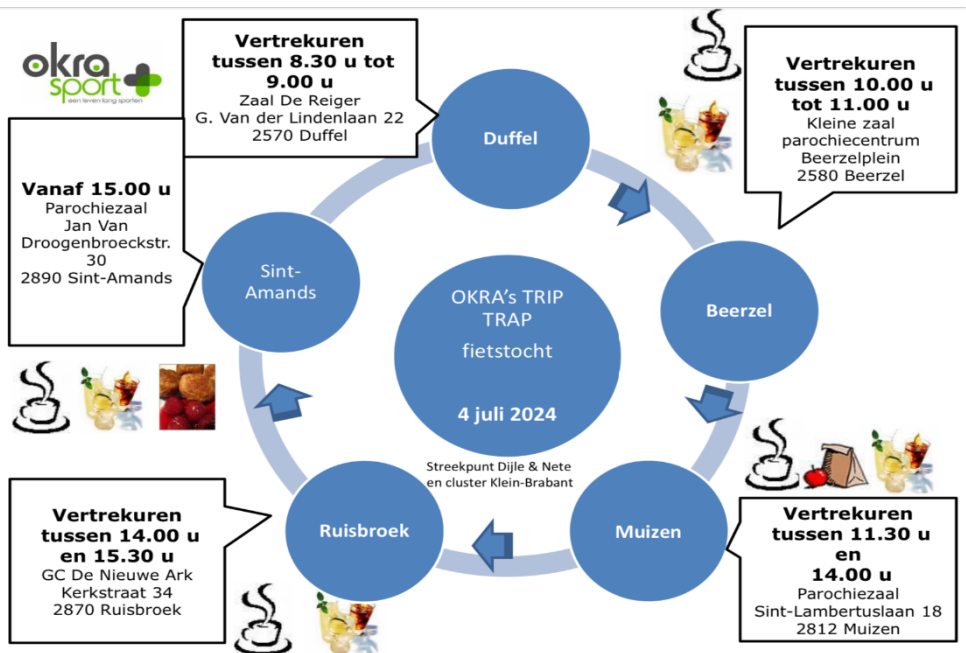 okra
sport
een leven lang sporten
Vertrekuren
tussen 8.30 u tot
9.00 u
Zaal De Reiger
G. Van der Lindenlaan 22
2570 Duffel
Duffel
Vertrekuren
tussen 10.00 u
tot 11.00 u
Kleine zaal
parochiecentrum
Beerzelplein
2580 Beerzel
Beerzel
Vertrekuren
tussen 11.30 u
en
14.00 u
Parochiezaal
Sint-Lambertuslaan 18
2812 Muizen
Muizen
Vertrekuren
tussen 14.00 u
en 15.30 u
GC De Nieuwe Ark
Kerkstraat 34
2870 Ruisbroek
Ruisbroek
Vanaf 15.00 u
Parochiezaal
Jan Van
Droogenbroeckstr.
30
2890 Sint-Amands
Sint-
Amands
OKRA's TRIP
TRAP
fietstocht
4 juli 2024
Streekpunt Dijle & Nete
en cluster Klein-Brabant